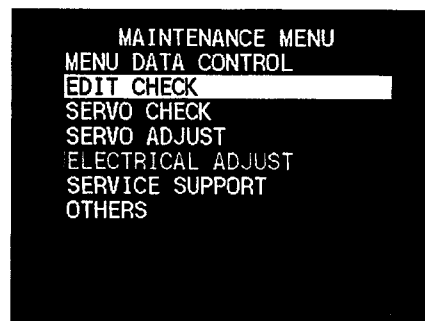 MAINTENANCE MENU
MENU DATA CONTROL
EDIT CHECK
SERVO CHECK
SERVO ADJUST
ELECTRICAL ADJUST
SERVICE SUPPORT
OTHERS